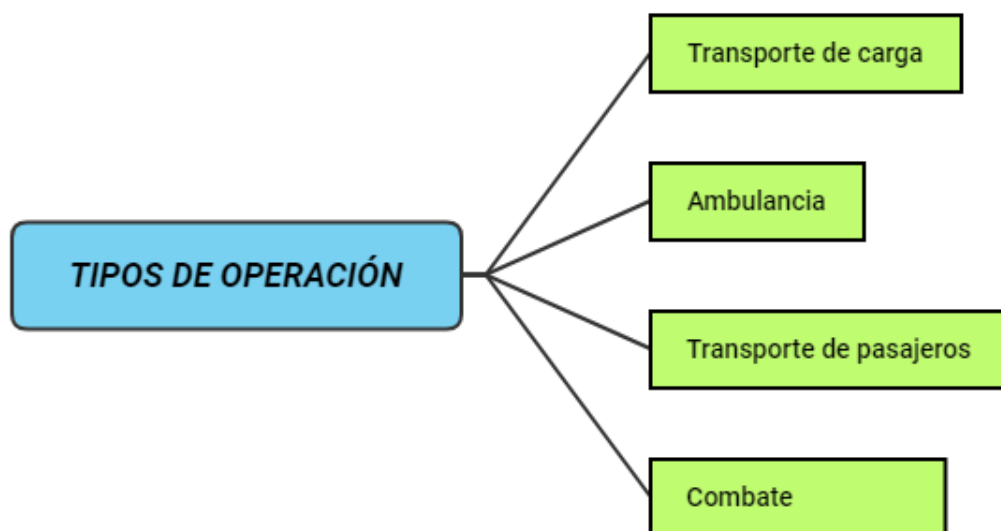 TIPOS DE OPERACIÓN
Transporte de carga
Ambulancia
Transporte de pasajeros
Combate